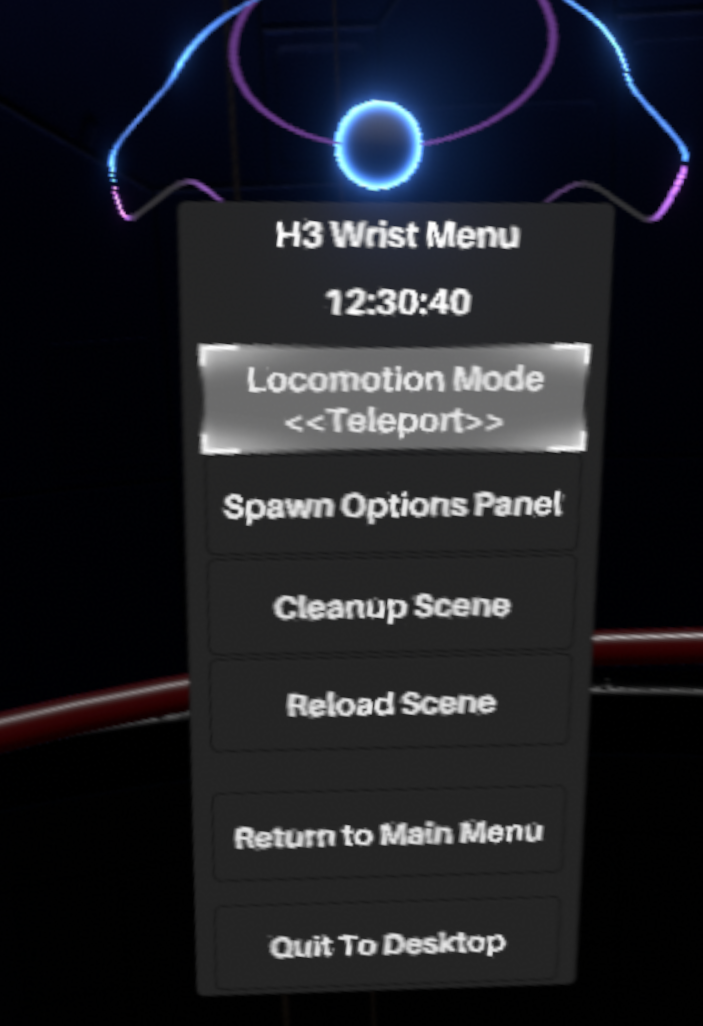 H3 Wrist Menu
12:30:40
Locomotion Mode
<<Teleport>>
Spawn Options Panel
Cleanup Scene
Reload Scene
Return to Main Menu
Quit To Desktop